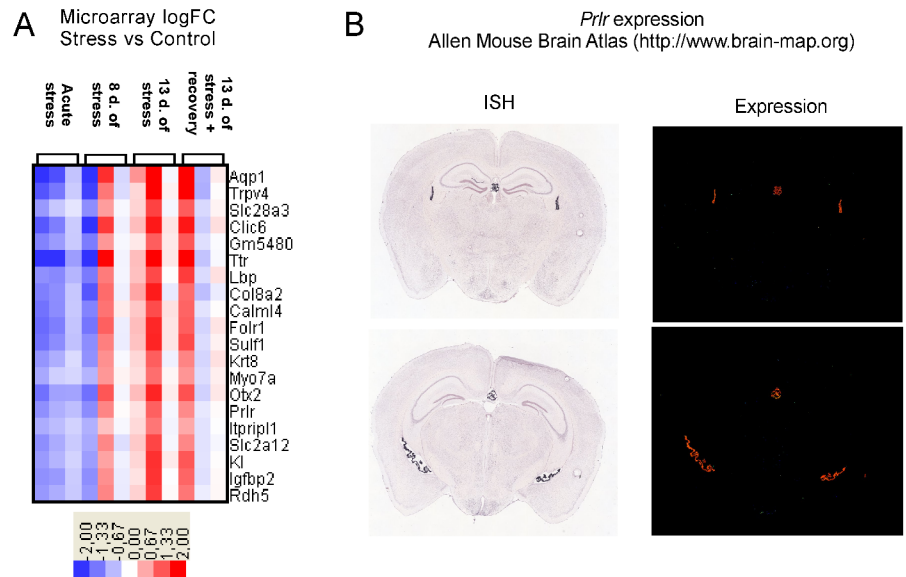 A
Microarray logFC
Stress vs Control
Acute
stress
8 d. of
stress
13 d. of
stress
13 d. of
stress +
recovery
Aqp1
Trpv4
Slc28a3
Clic6
Gm5480
Ttr
Lbp
Col8a2
Calml4
Folr1
Sulf1
Krt8
Myo7a
Otx2
Prlr
Itpripl1
Slc2a12
Kl
Igfbp2
Rdh5
-2,00
-1,33
-0,67
0,00
0,67
1,33
2,00
B
Prlr expression
Allen Mouse Brain Atlas (http://www.brain-map.org)
ISH
Expression